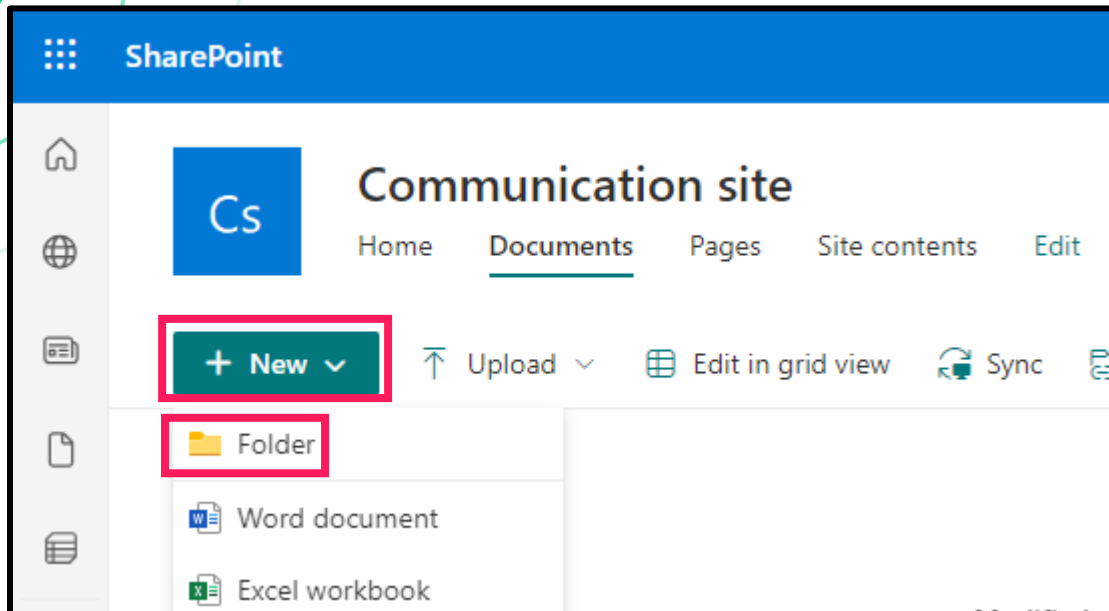 SharePoint
Cs
Communication site
Home Documents Pages Site contents Edit
+ New Upload Edit in grid view Sync
Folder
Word document
Excel workbook